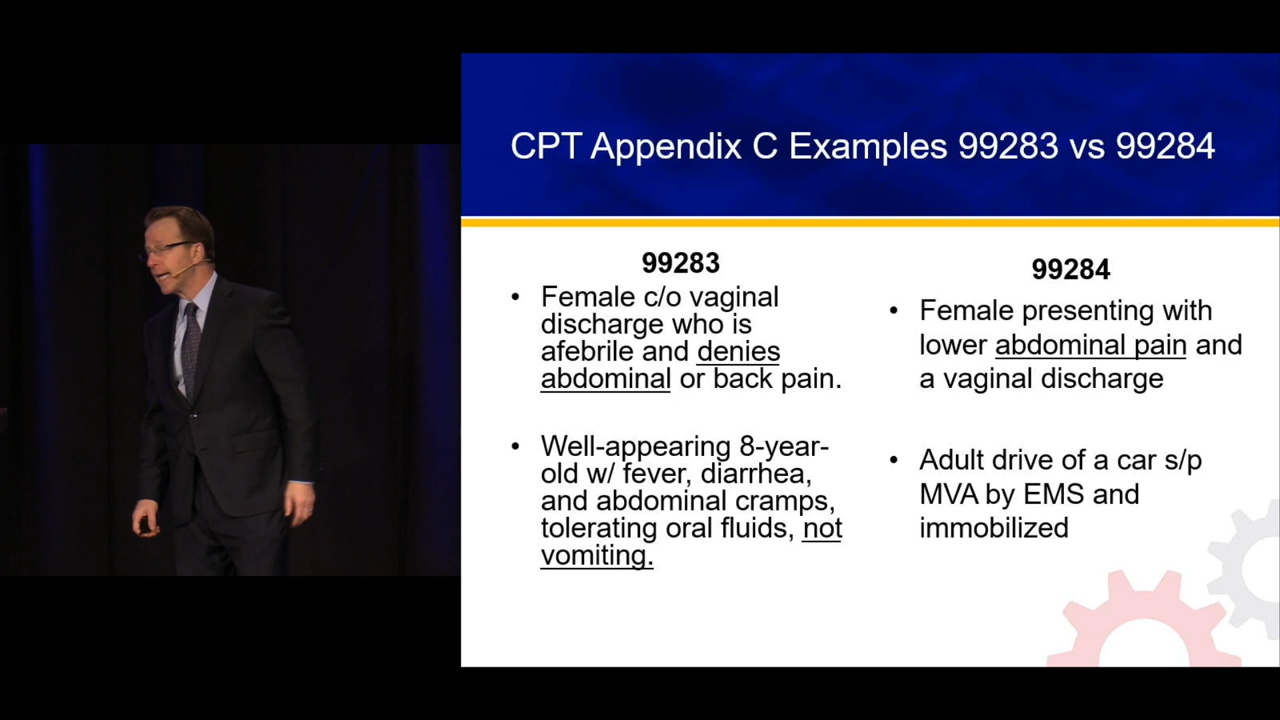 CPT Appendix C Examples 99283 vs 99284
99283
• Female c/o vaginal
discharge who is
afebrile and denies
abdominal or back pain.
• Well-appearing 8-year-
old w/ fever, diarrhea,
and abdominal cramps,
tolerating oral fluids, not
vomiting.
99284
• Female presenting with
lower abdominal pain and
a vaginal discharge
• Adult drive of a car s/p
MVA by EMS and
immobilized